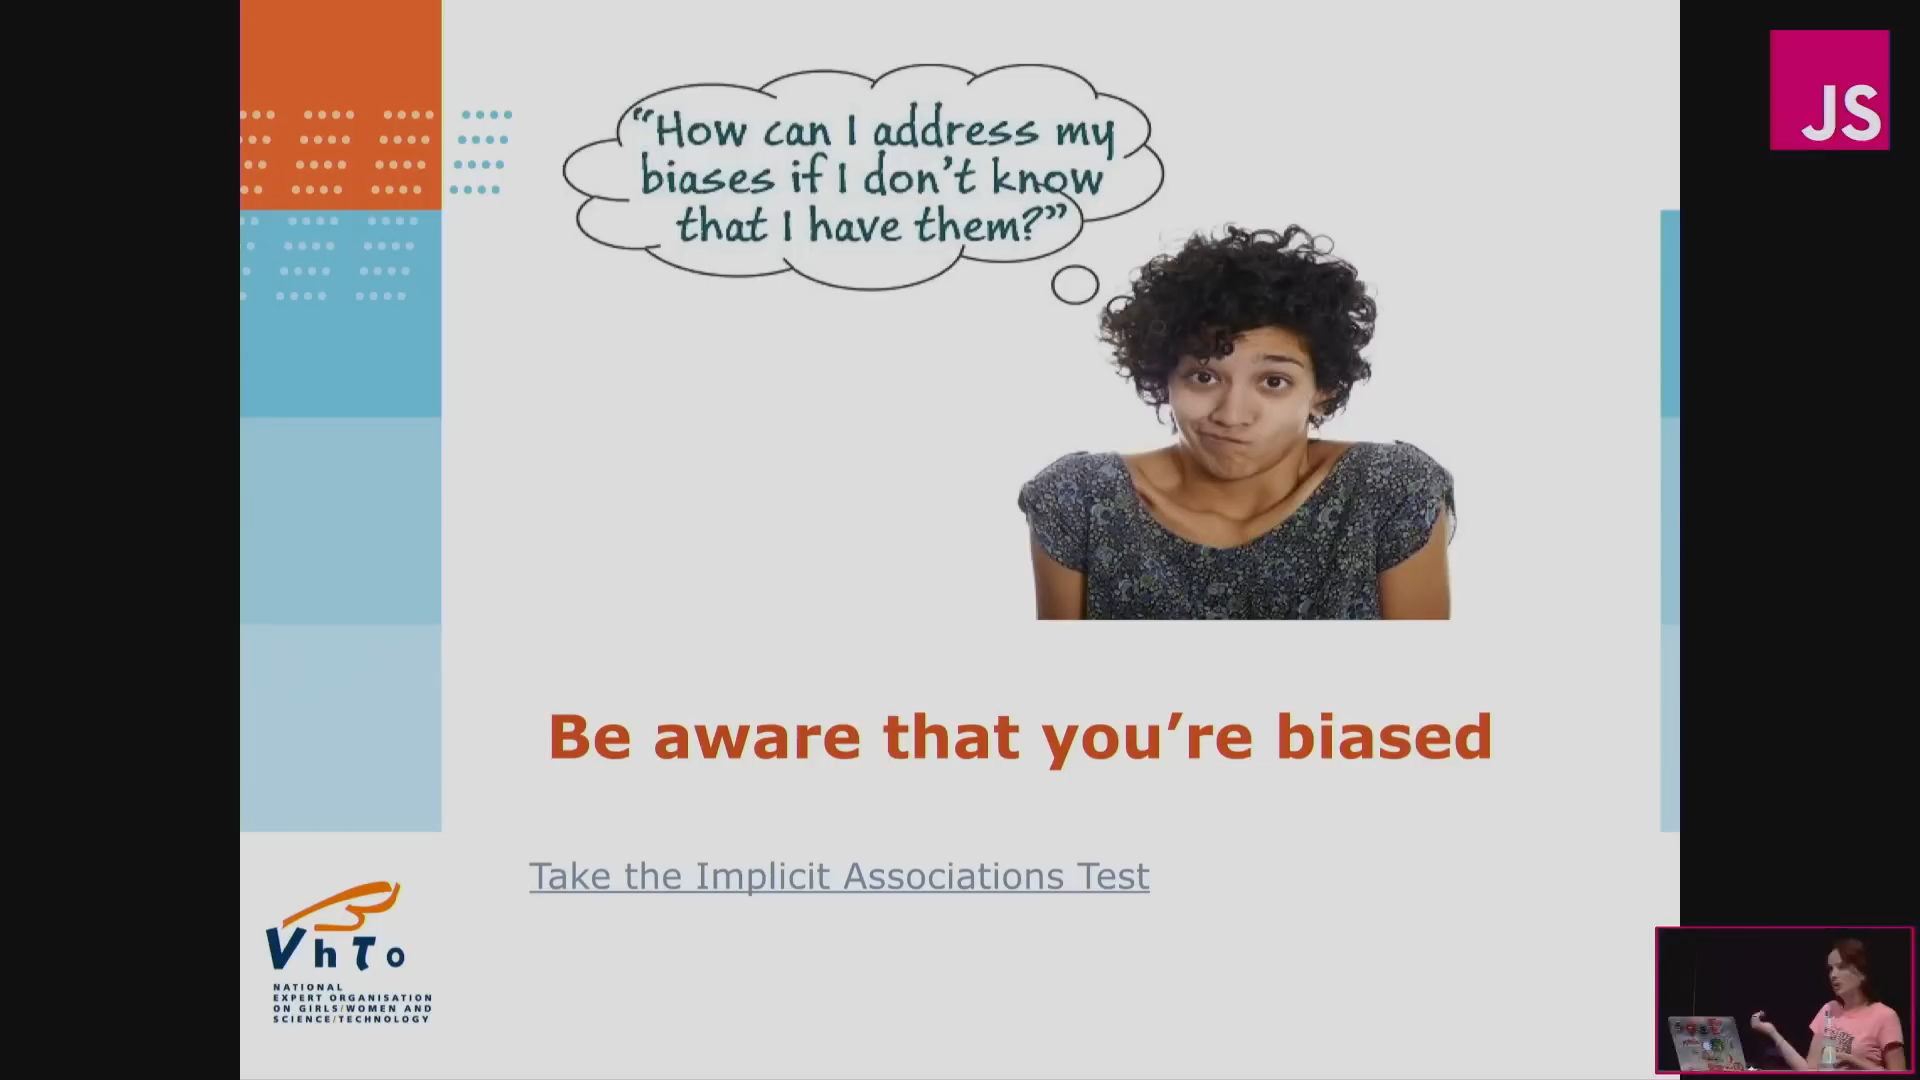 JS
“How can I address my
biases if I don’t know
that I have them?”
Be aware that you’re biased
Take the Implicit Associations Test
VhTo
NATIONAL
EXPERT ORGANISATION
ON GIRLS/WOMEN AND
SCIENCE/TECHNOLOGY